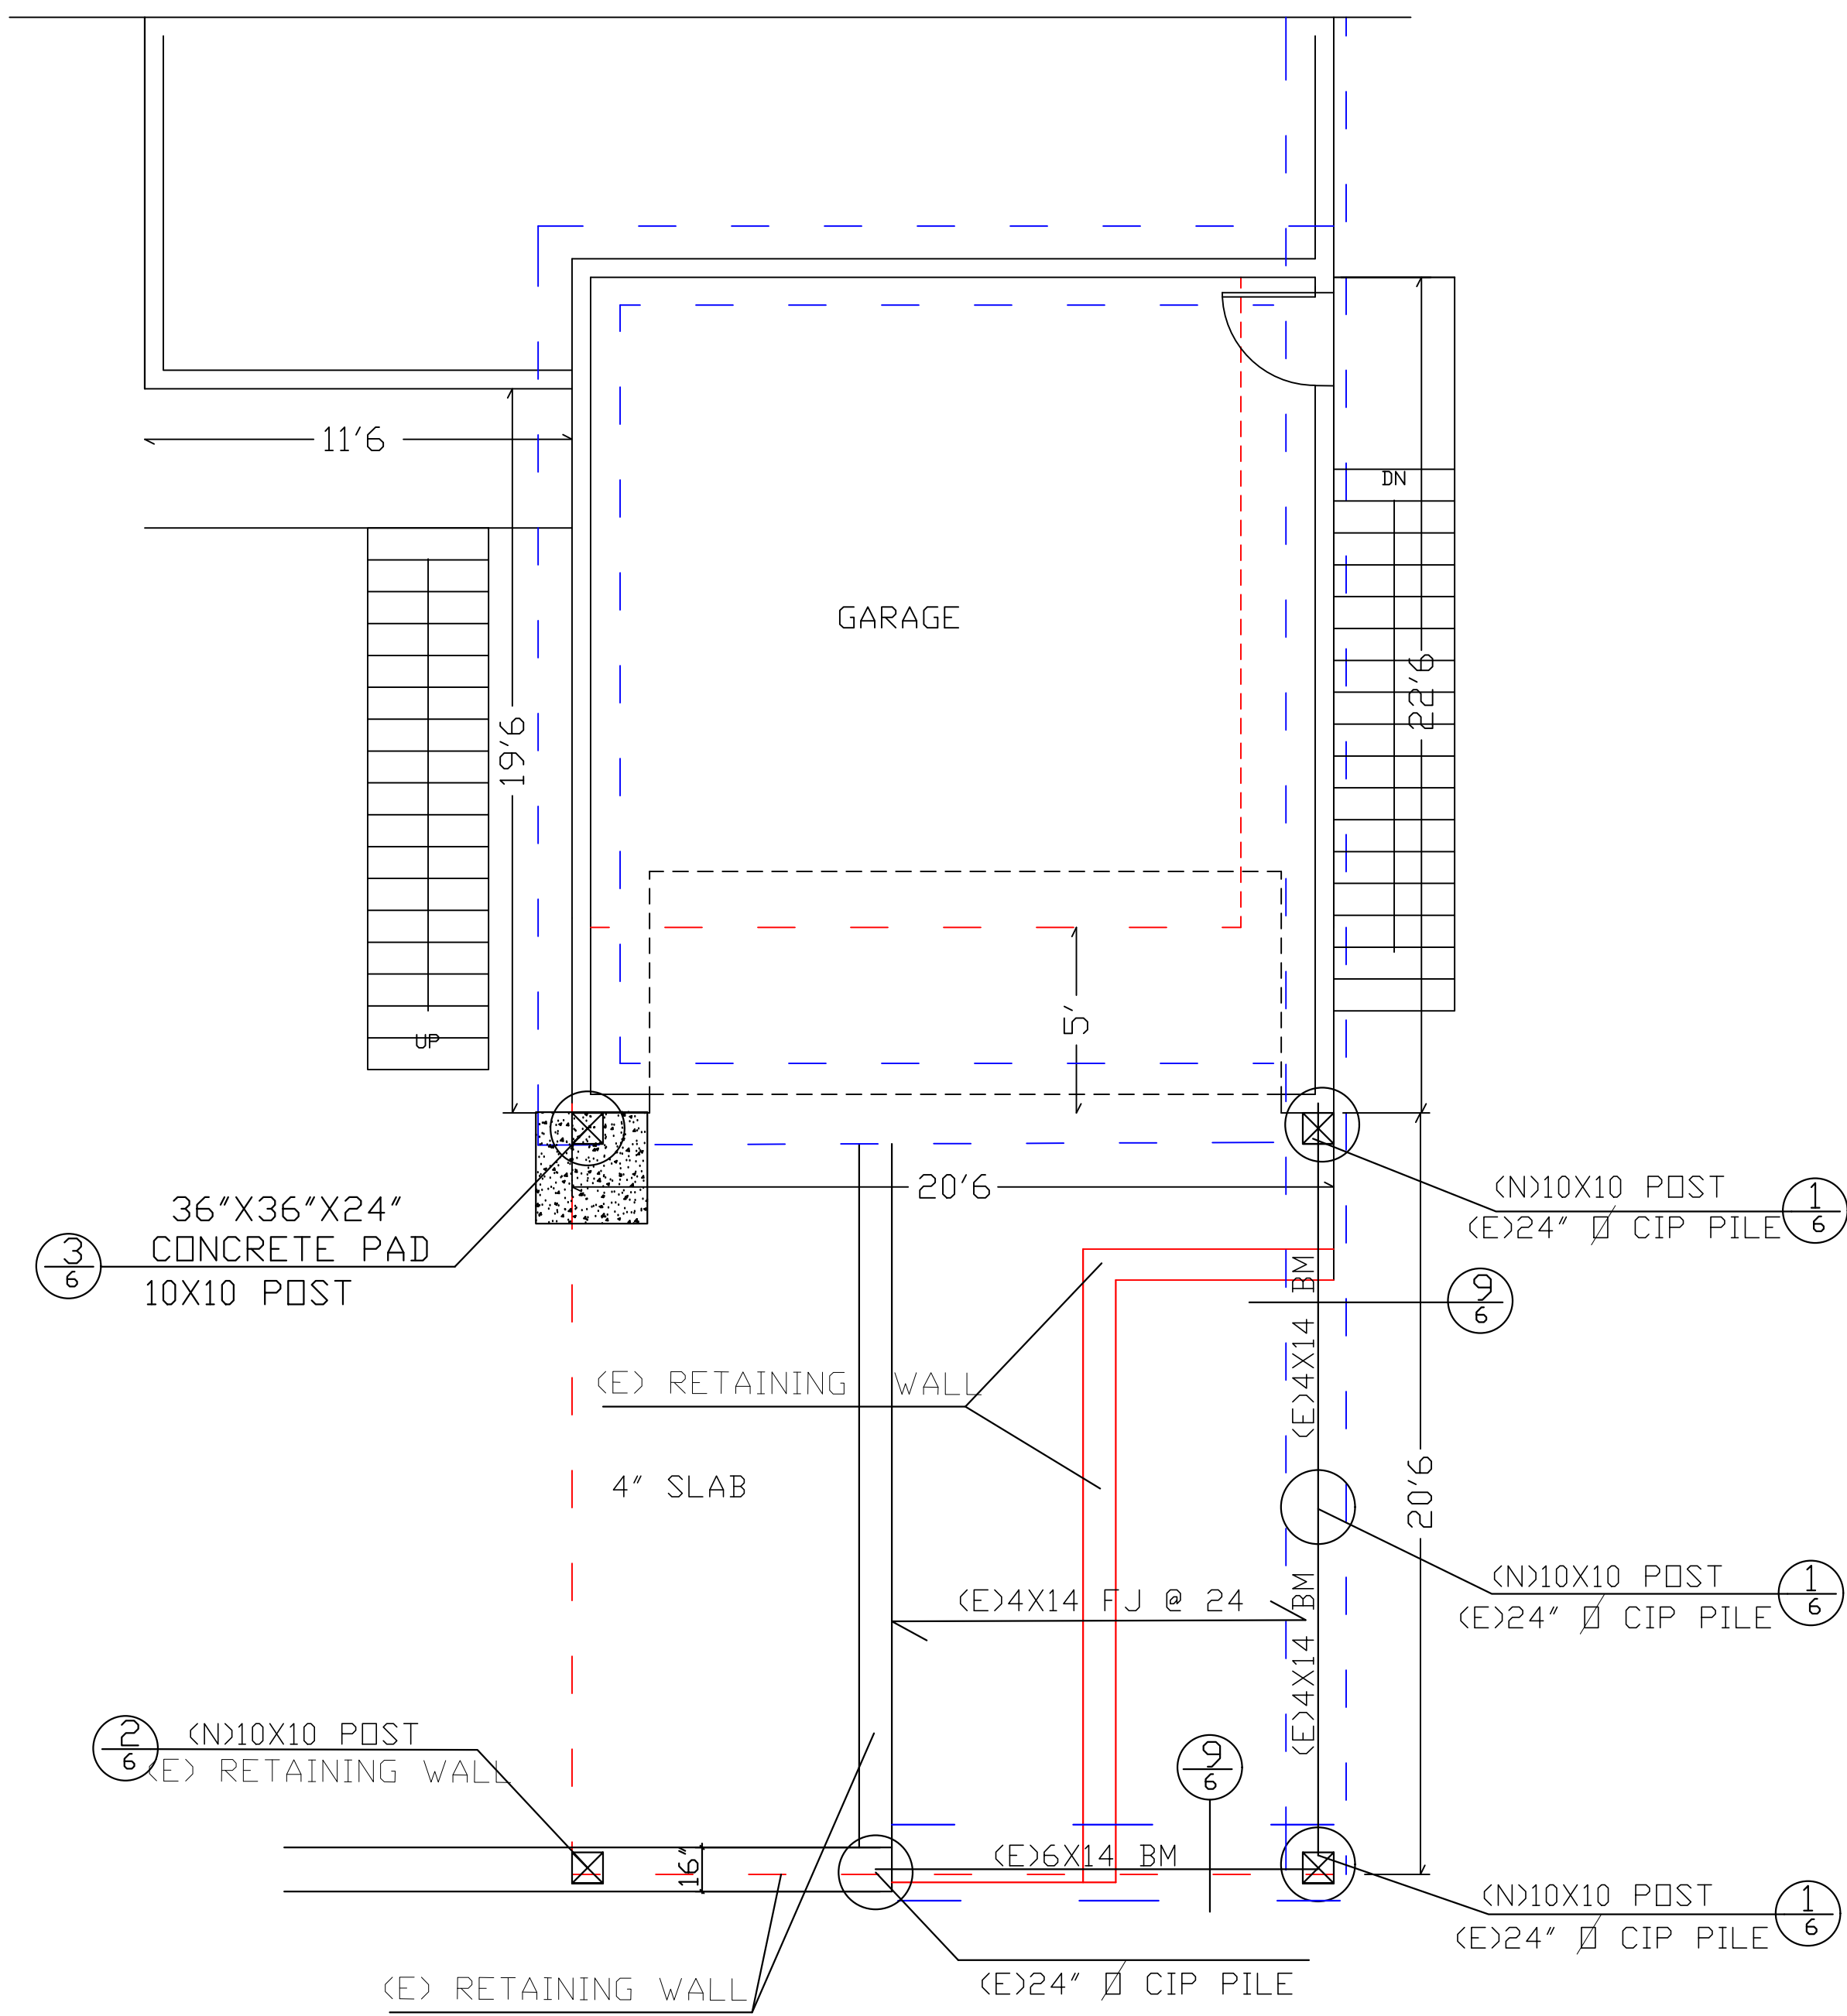 11'6
DN
GARAGE
22'6
19'6
5'
UP
20'6
(N)10X10 POST
(E)24" Ø CIP PILE
1
6
36"X36"X24"
CONCRETE PAD
10X10 POST
3
6
(E)4X14 BM
9
6
(E) RETAINING WALL
4" SLAB
20'6
(N)10X10 POST
(E)24" Ø CIP PILE
1
6
(E)4X14 FJ @ 24
(E)4X14 BM
2
6
(N)10X10 POST
(E) RETAINING WALL
9
6
16"
(E)6X14 BM
(N)10X10 POST
(E)24" Ø CIP PILE
1
6
(E) RETAINING WALL
(E)24" Ø CIP PILE